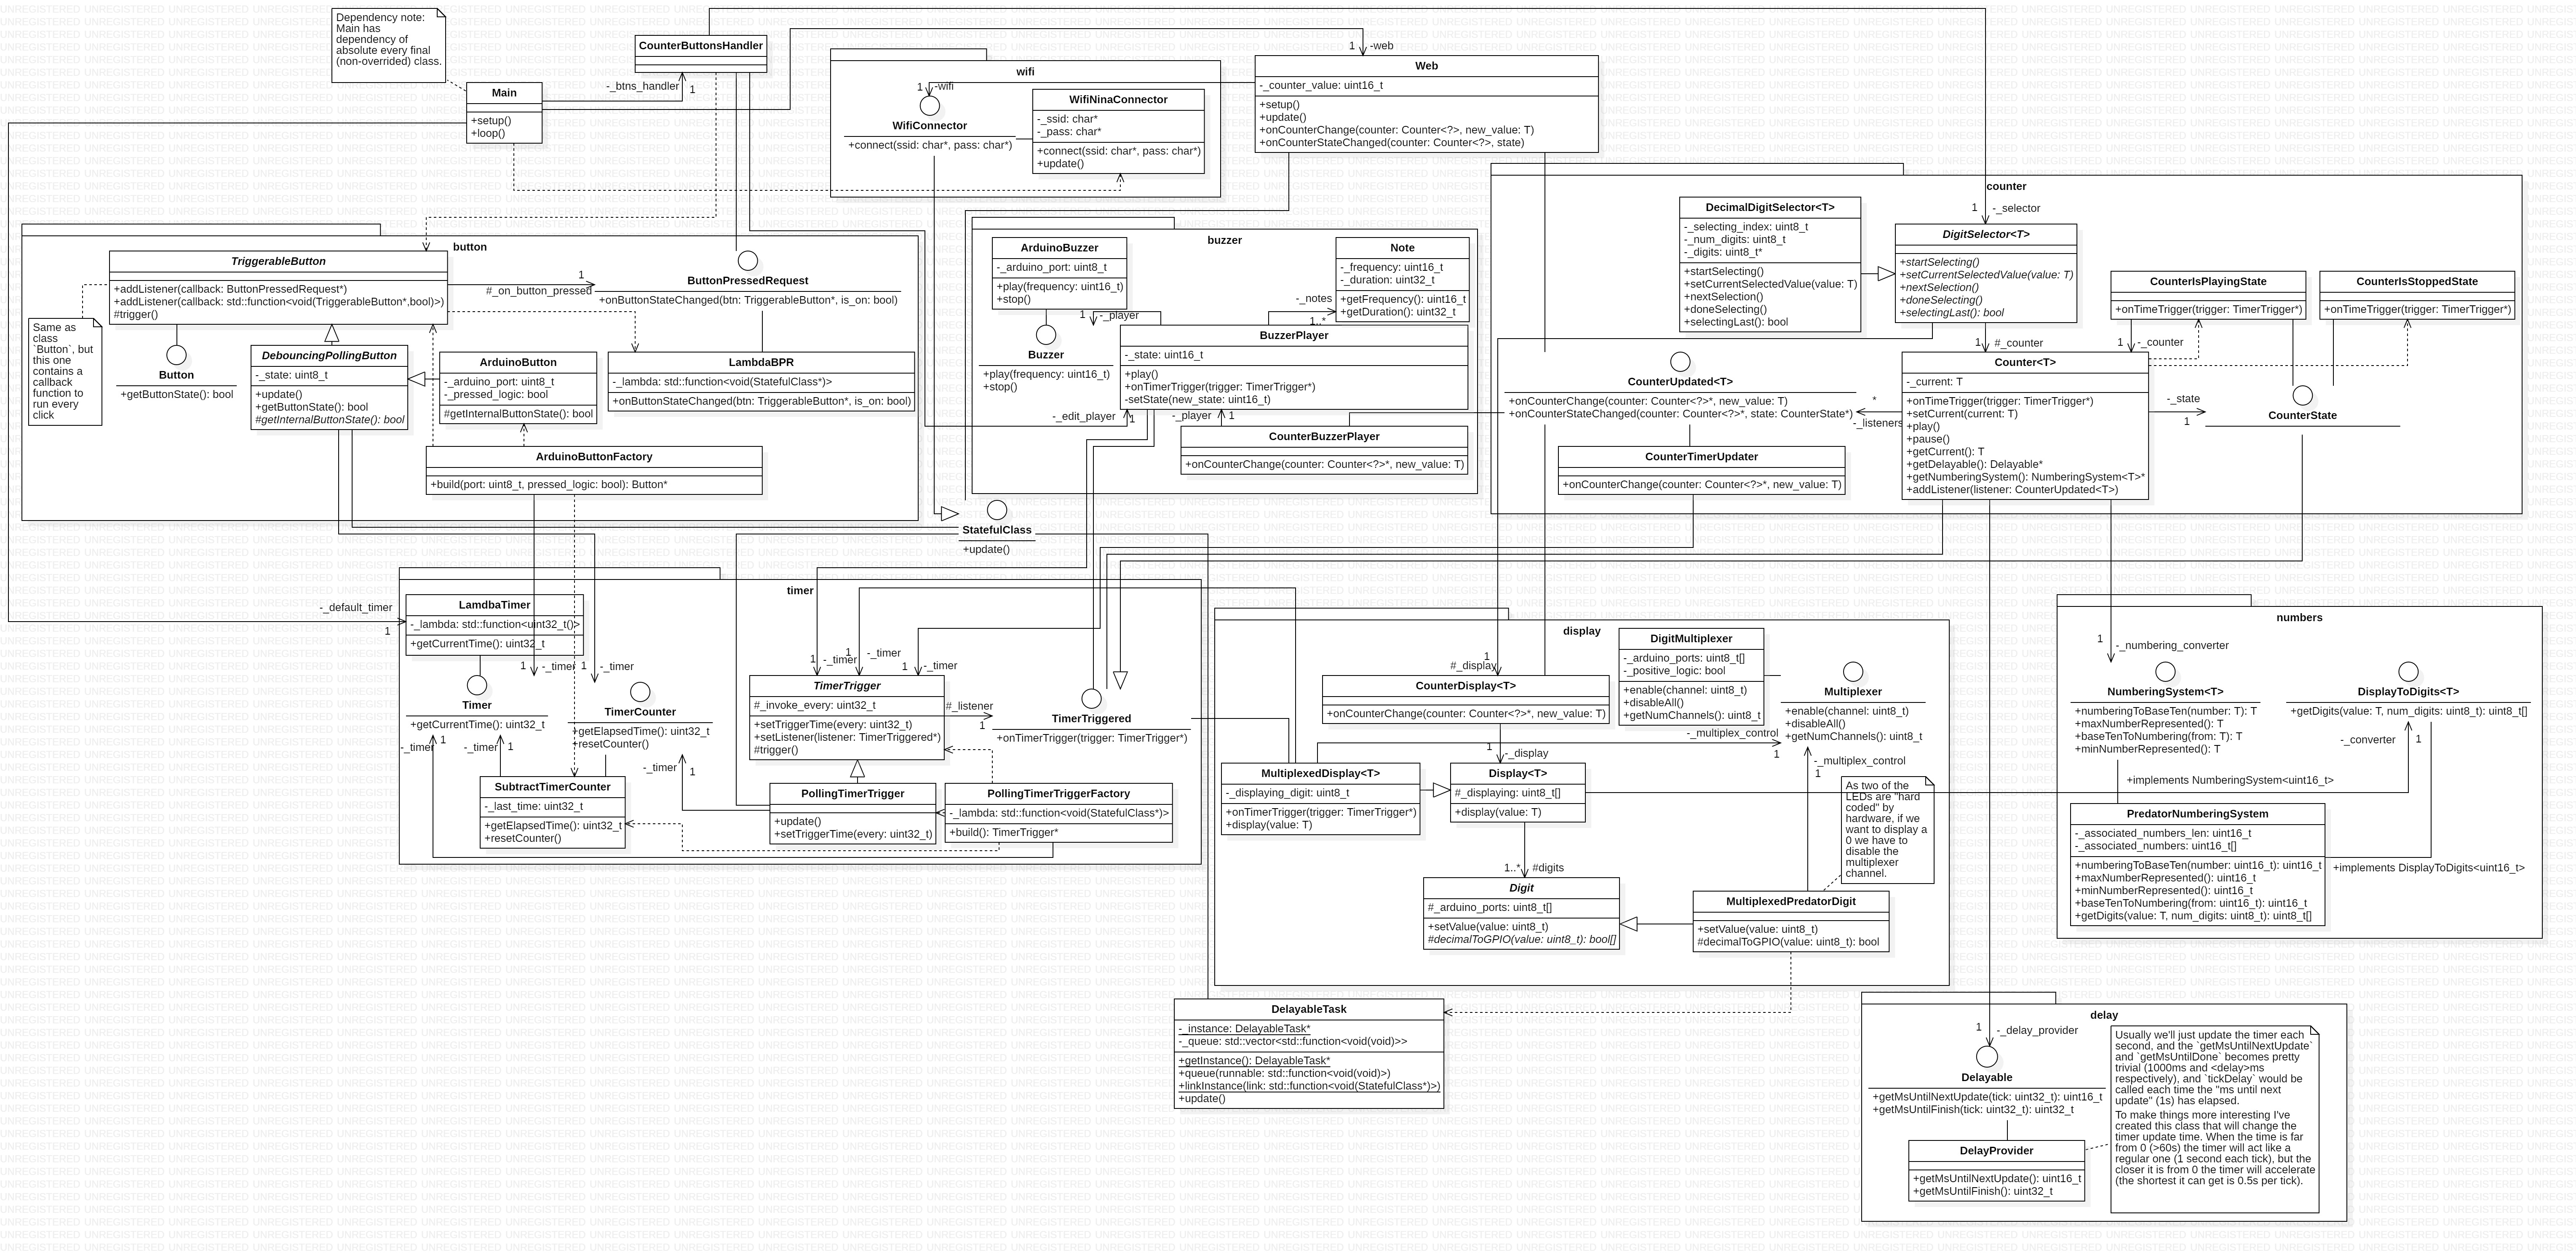 Dependency note:
Main has
dependency of
absolute every final
(non-overrided) class.
Main
+setup()
+loop()
CounterButtonsHandler
-_btns_handler
1
1
-web
wifi
1
-wifi
WifiConnector
+connect(ssid: char*, pass: char*)
WifiNinaConnector
-_ssid: char*
-_pass: char*
+connect(ssid: char*, pass: char*)
+update()
Web
-_counter_value: uint16_t
+setup()
+update()
+onCounterChange(counter: Counter<?>, new_value: T)
+onCounterStateChanged(counter: Counter<?>, state)
button
TriggerableButton
+addListener(callback: ButtonPressedRequest*)
+addListener(callback: std::function<void(TriggerableButton*,bool)>)
#trigger()
1
#_on_button_pressed
ButtonPressedRequest
+onButtonStateChanged(btn: TriggerableButton*, is_on: bool)
Same as
class
`Button`, but
this one
contains a
callback
function to
run every
click
Button
+getButtonState(): bool
DebouncingPollingButton
-_state: uint8_t
+update()
+getButtonState(): bool
#getInternalButtonState(): bool
ArduinoButton
-_arduino_port: uint8_t
-_pressed_logic: bool
#getInternalButtonState(): bool
LambdaBPR
-_lambda: std::function<void(StatefulClass*)>
+onButtonStateChanged(btn: TriggerableButton*, is_on: bool)
ArduinoButtonFactory
+build(port: uint8_t, pressed_logic: bool): Button*
buzzer
ArduinoBuzzer
-_arduino_port: uint8_t
+play(frequency: uint16_t)
+stop()
Note
-_frequency: uint16_t
-_duration: uint32_t
+getFrequency(): uint16_t
+getDuration(): uint32_t
-_notes
1..*
1
-_player
Buzzer
+play(frequency: uint16_t)
+stop()
BuzzerPlayer
-_state: uint16_t
+play()
+onTimerTrigger(trigger: TimerTrigger*)
-setState(new_state: uint16_t)
-_edit_player
1
-_player
1
CounterBuzzerPlayer
+onCounterChange(counter: Counter<?>*, new_value: T)
StatefulClass
+update()
counter
1
-_selector
DecimalDigitSelector<T>
-_selecting_index: uint8_t
-_num_digits: uint8_t
-_digits: uint8_t*
+startSelecting()
+setCurrentSelectedValue(value: T)
+nextSelection()
+doneSelecting()
+selectingLast(): bool
DigitSelector<T>
+startSelecting()
+setCurrentSelectedValue(value: T)
+nextSelection()
+doneSelecting()
+selectingLast(): bool
CounterIsPlayingState
+onTimeTrigger(trigger: TimerTrigger*)
CounterIsStoppedState
+onTimeTrigger(trigger: TimerTrigger*)
1
#_counter
1
-_counter
CounterUpdated<T>
+onCounterChange(counter: Counter<?>*, new_value: T)
+onCounterStateChanged(counter: Counter<?>*, state: CounterState*)
*
-_listeners
Counter<T>
-_current: T
+onTimeTrigger(trigger: TimerTrigger*)
+setCurrent(current: T)
+play()
+pause()
+getCurrent(): T
+getDelayable(): Delayable*
+getNumberingSystem(): NumberingSystem<T>*
+addListener(listener: CounterUpdated<T>)
-_state
1
CounterState
CounterTimerUpdater
+onCounterChange(counter: Counter<?>*, new_value: T)
timer
-_default_timer
1
LamdbaTimer
-_lambda: std::function<uint32_t()>
+getCurrentTime(): uint32_t
1
-_timer
1
-_timer
Timer
+getCurrentTime(): uint32_t
TimerCounter
+getElapsedTime(): uint32_t
+resetCounter()
-_timer
1
-_timer
1
-_timer
1
SubtractTimerCounter
-_last_time: uint32_t
+getElapsedTime(): uint32_t
+resetCounter()
1
-_timer
1
-_timer
1
-_timer
TimerTrigger
#_invoke_every: uint32_t
+setTriggerTime(every: uint32_t)
+setListener(listener: TimerTriggered*)
#trigger()
#_listener
1
TimerTriggered
+onTimerTrigger(trigger: TimerTrigger*)
PollingTimerTrigger
+update()
+setTriggerTime(every: uint32_t)
PollingTimerTriggerFactory
-_lambda: std::function<void(StatefulClass*)>
+build(): TimerTrigger*
display
1
#_display
CounterDisplay<T>
+onCounterChange(counter: Counter<?>*, new_value: T)
DigitMultiplexer
-_arduino_ports: uint8_t[]
-_positive_logic: bool
+enable(channel: uint8_t)
+disableAll()
+getNumChannels(): uint8_t
Multiplexer
+enable(channel: uint8_t)
+disableAll()
+getNumChannels(): uint8_t
-_multiplex_control
1
1
-_display
-_multiplex_control
1
MultiplexedDisplay<T>
-_displaying_digit: uint8_t
+onTimerTrigger(trigger: TimerTrigger*)
+display(value: T)
Display<T>
#_displaying: uint8_t[]
+display(value: T)
As two of the
LEDs are "hard
coded" by
hardware, if we
want to display a
0 we have to
disable the
multiplexer
channel.
1..*
#digits
Digit
#_arduino_ports: uint8_t[]
+setValue(value: uint8_t)
#decimalToGPIO(value: uint8_t): bool[]
MultiplexedPredatorDigit
+setValue(value: uint8_t)
#decimalToGPIO(value: uint8_t): bool
numbers
1
-_numbering_converter
NumberingSystem<T>
+numberingToBaseTen(number: T): T
+maxNumberRepresented(): T
+baseTenToNumbering(from: T): T
+minNumberRepresented(): T
DisplayToDigits<T>
+getDigits(value: T, num_digits: uint8_t): uint8_t[]
-_converter
1
+implements NumberingSystem<uint16_t>
PredatorNumberingSystem
-_associated_numbers_len: uint16_t
-_associated_numbers: uint16_t[]
+numberingToBaseTen(number: uint16_t): uint16_t
+maxNumberRepresented(): uint16_t
+minNumberRepresented(): uint16_t
+baseTenToNumbering(from: uint16_t): uint16_t
+getDigits(value: T, num_digits: uint8_t): uint8_t[]
+implements DisplayToDigits<uint16_t>
DelayableTask
-_instance: DelayableTask*
-_queue: std::vector<std::function<void(void)>>
+getInstance(): DelayableTask*
+queue(runnable: std::function<void(void)>)
+linkInstance(link: std::function<void(StatefulClass*)>)
+update()
delay
1
-_delay_provider
Delayable
+getMsUntilNextUpdate(tick: uint32_t): uint16_t
+getMsUntilFinish(tick: uint32_t): uint32_t
DelayProvider
+getMsUntilNextUpdate(): uint16_t
+getMsUntilFinish(): uint32_t
Usually we'll just update the timer each
second, and the `getMsUntilNextUpdate`
and `getMsUntilDone` becomes pretty
trivial (1000ms and <delay>ms
respectively), and `tickDelay` would be
called each time the "ms until next
update" (1s) has elapsed.
To make things more interesting I've
created this class that will change the
timer update time. When the time is far
from 0 (>60s) the timer will act like a
regular one (1 second each tick), but the
closer it is from 0 the timer will accelerate
(the shortest it can get is 0.5s per tick).